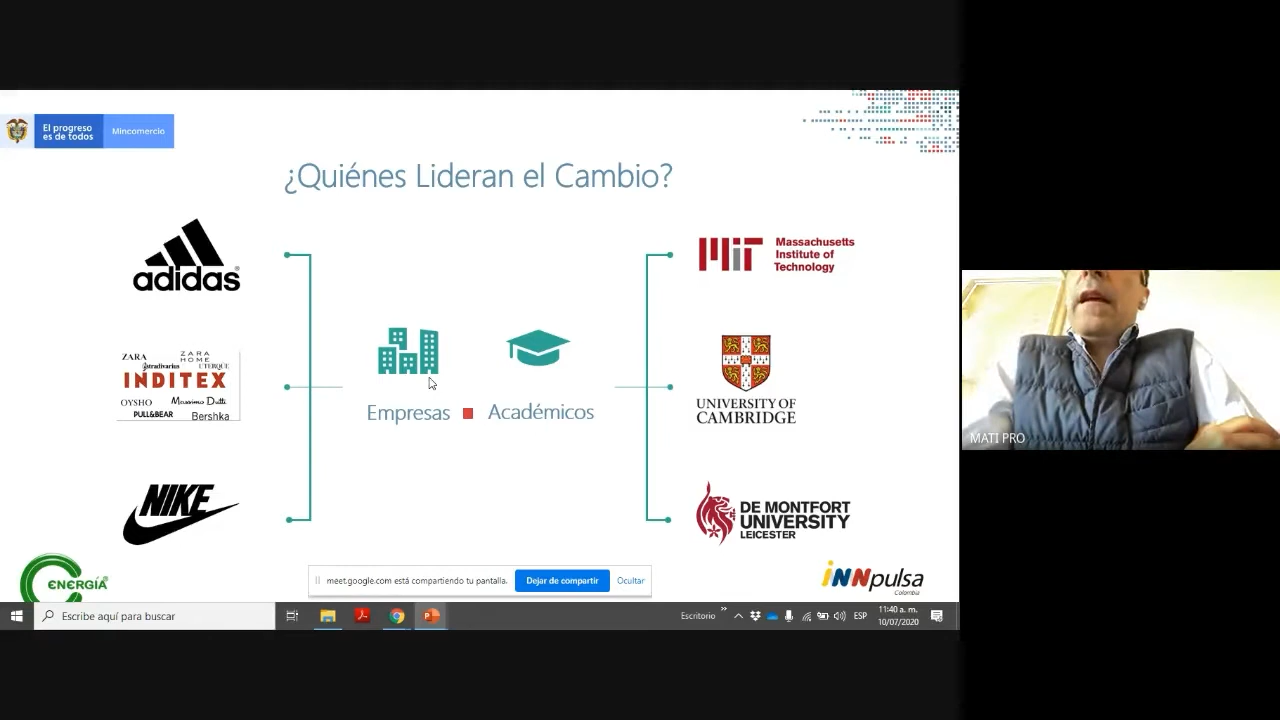 El progreso
es de todos
Mincomercio
¿Quiénes Lideran el Cambio?
adidas
ZARA
ZARA
HOME
Stradivarius
UTERQÜE
INDITEX
OYSHO
Massimo Dutti
PULL&BEAR
Bershka
NIKE
Empresas
Académicos
MiT
Massachusetts
Institute of
Technology
UNIVERSITY OF
CAMBRIDGE
DE MONTFORT
UNIVERSITY
LEICESTER
ENERGÍA
iNNpulsa
Colombia
meet.google.com está compartiendo tu pantalla.
Dejar de compartir
Ocultar
Escribe aquí para buscar
Escritorio
ESP
11:40 a. m.
10/07/2020
MATI PRO